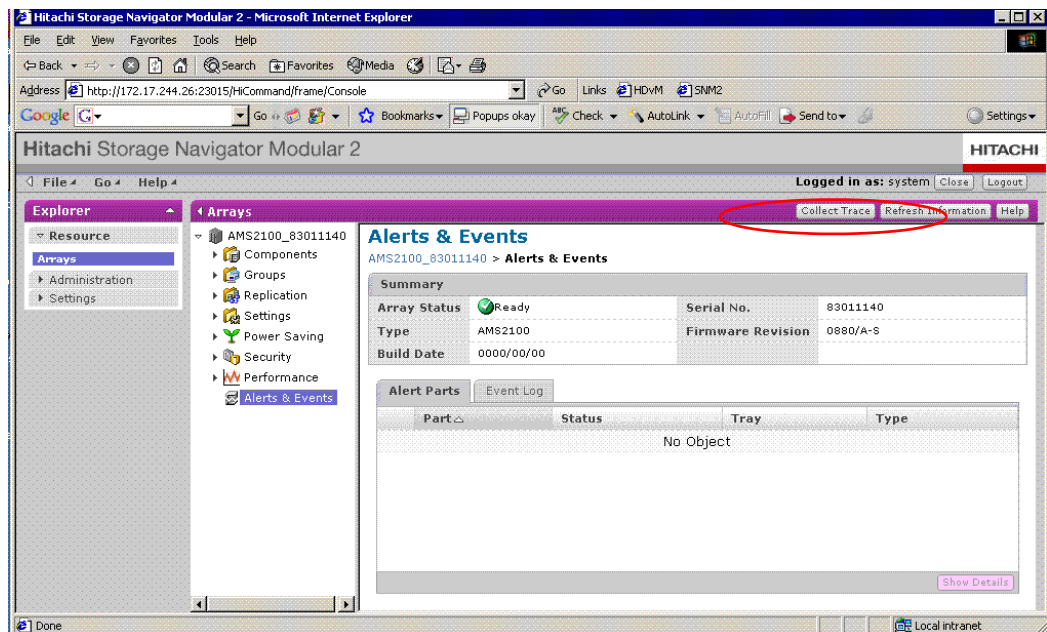 Hitachi Storage Navigator Modular 2 - Microsoft Internet Explorer
File Edit View Favorites Tools Help
Back Search Favorites Media
Address http://172.17.244.26:23015/HiCommand/frame/Console Go Links HDvM SNM2
Google G Go Bookmarks Popups okay ABC Check AutoLink AutoFill Send to Settings
Hitachi Storage Navigator Modular 2 HITACHI
File Go Help Logged in as: system Close Logout
Explorer Arrays Collect Trace Refresh Information Help
Resource
Arrays
Administration
Settings
AMS2100_83011140
Components
Groups
Replication
Settings
Power Saving
Security
Performance
Alerts & Events
Alerts & Events
AMS2100_83011140 > Alerts & Events
Summary
Array Status Ready Serial No. 83011140
Type AMS2100 Firmware Revision 0880/A-S
Build Date 0000/00/00
Alert Parts Event Log
Part Status Tray Type
No Object
Show Details
Done Local intranet